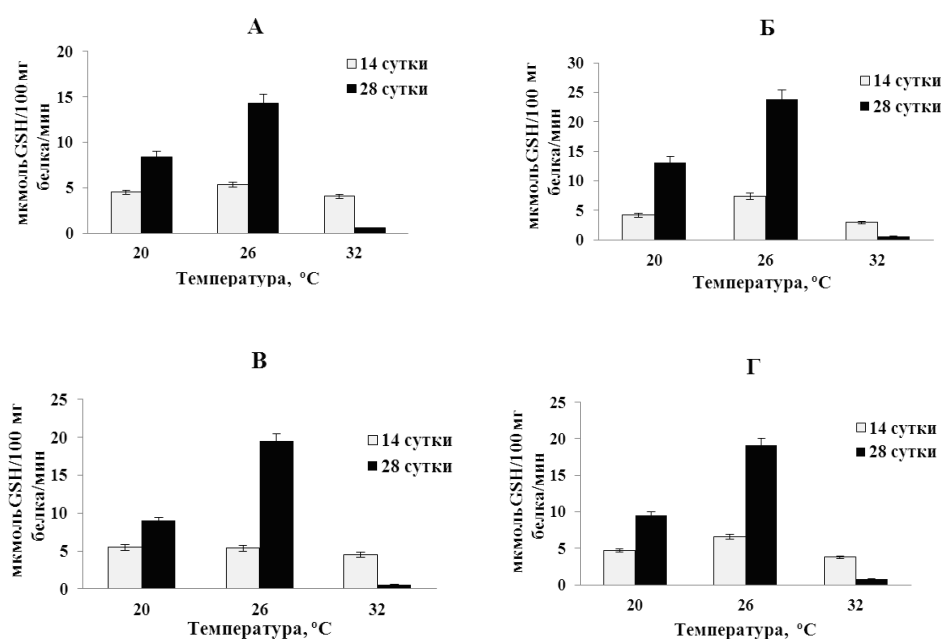 А
20
15
10
5
0
мкмольGSH/100 мг
белка/мин
14 сутки
28 сутки
20 26 32
Температура, ºС
Б
30
25
20
15
10
5
0
мкмольGSH/100 мг
белка/мин
14 сутки
28 сутки
20 26 32
Температура, ºС
В
25
20
15
10
5
0
мкмольGSH/100 мг
белка/мин
14 сутки
28 сутки
20 26 32
Температура, ºС
Г
25
20
15
10
5
0
мкмольGSH/100 мг
белка/мин
14 сутки
28 сутки
20 26 32
Температура, ºС